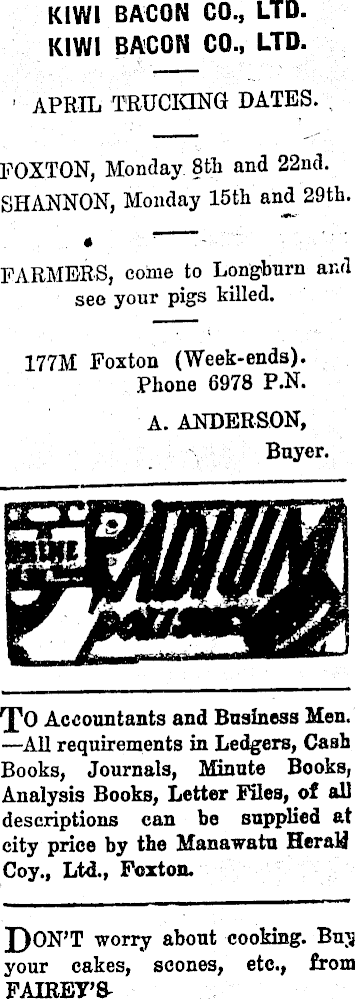 KIWI BACON CO., LTD.
KIWI BACON CO., LTD.
APRIL TRUCKING DATES.
FOXTON, Monday 8th and 22nd.
SHANNON, Monday 15th and 29th.
FARMERS, come to Longburn and
see your pigs killed.
177M Foxton (Week-ends).
Phone 6978 P.N.
A. ANDERSON,
Buyer.
SHINE
RADIUM
POLISHES
TO Accountants and Business Men.
—All requirements in Ledgers, Cash
Books, Journals, Minute Books,
Analysis Books, Letter Files, of all
descriptions can be supplied at
city price by the Manawatu Herald
Coy., Ltd., Foxton.
DON'T worry about cooking. Buy
your cakes, scones, etc., from
FAIREY'S